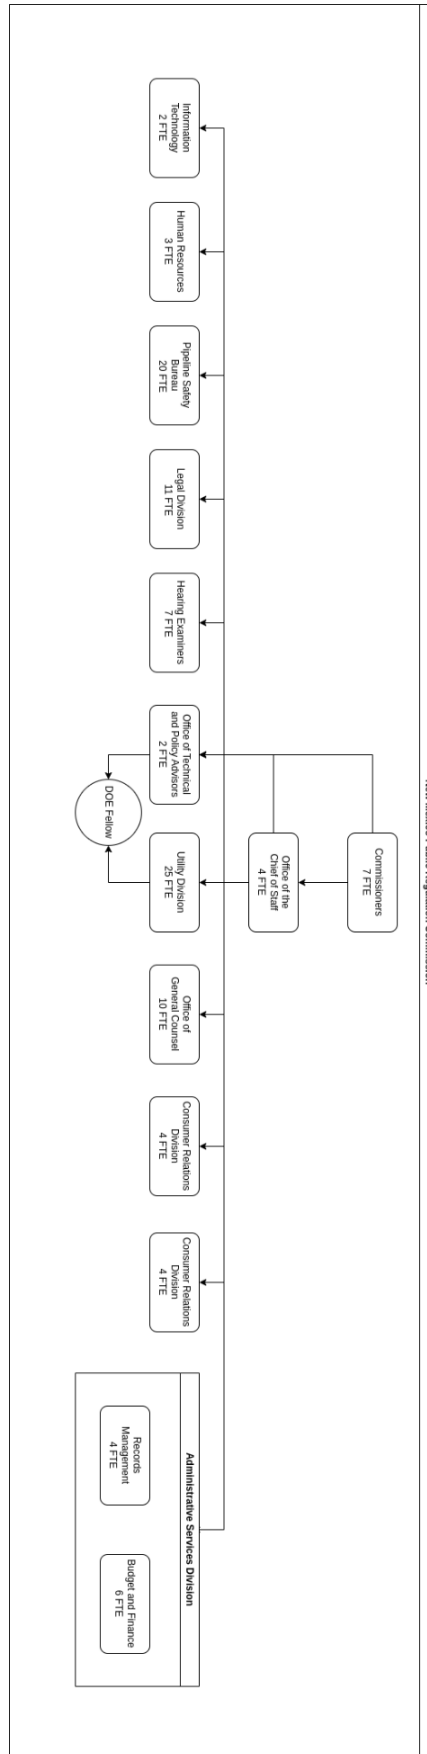 Commissioners
7 FTE
Office of the
Chief of Staff
4 FTE
Information
Technology
2 FTE
Human Resources
3 FTE
Pipeline Safety
Bureau
20 FTE
Legal Division
11 FTE
Hearing Examiners
7 FTE
Office of Technical
and Policy Advisors
2 FTE
Utility Division
25 FTE
Office of
General Counsel
10 FTE
Consumer Relations
Division
4 FTE
Consumer Relations
Division
4 FTE
Administrative Services Division
Records
Management
4 FTE
Budget and Finance
6 FTE
DOE Fellow